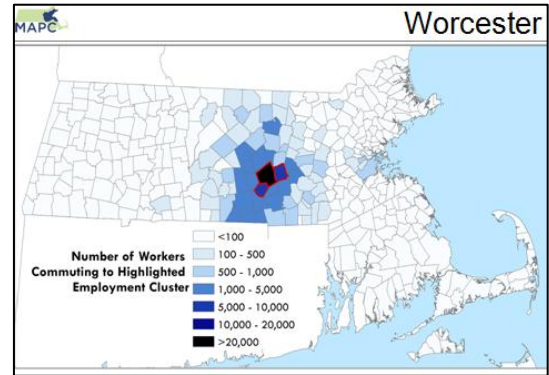 MAPC
Worcester
Number of Workers
Commuting to Highlighted
Employment Cluster
<100
100 - 500
500 - 1,000
1,000 - 5,000
5,000 - 10,000
10,000 - 20,000
>20,000